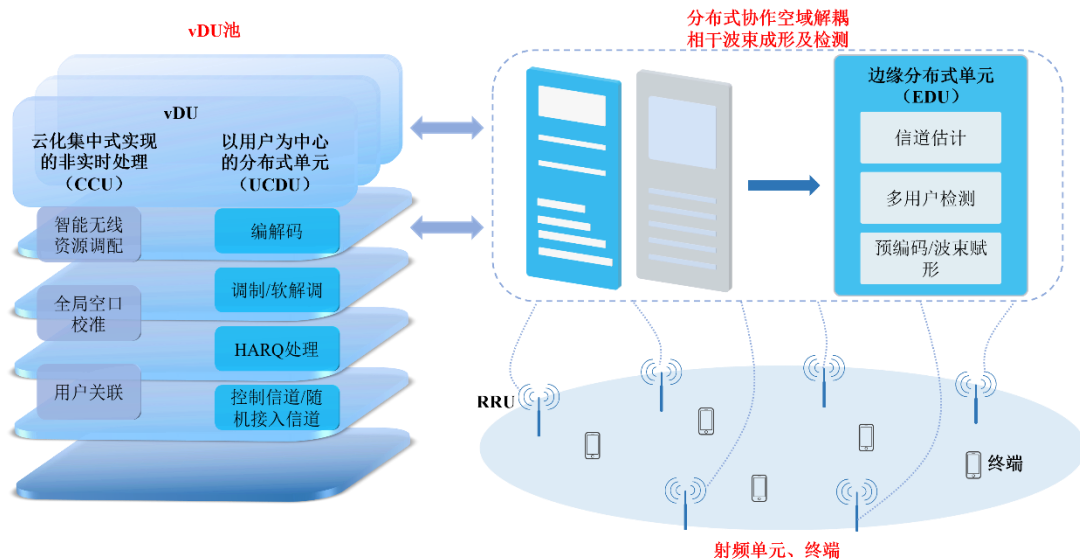 vDU池
vDU
云化集中式实现
的非实时处理
（CCU）
以用户为中心
的分布式单元
（UCDU）
智能无线
资源调配
全局空口
校准
用户关联
编解码
调制/软解调
HARQ处理
控制信道/随
机接入信道
分布式协作空域解耦
相干波束成形及检测
边缘分布式单元
（EDU）
信道估计
多用户检测
预编码/波束赋
形
RRU
终端
射频单元、终端